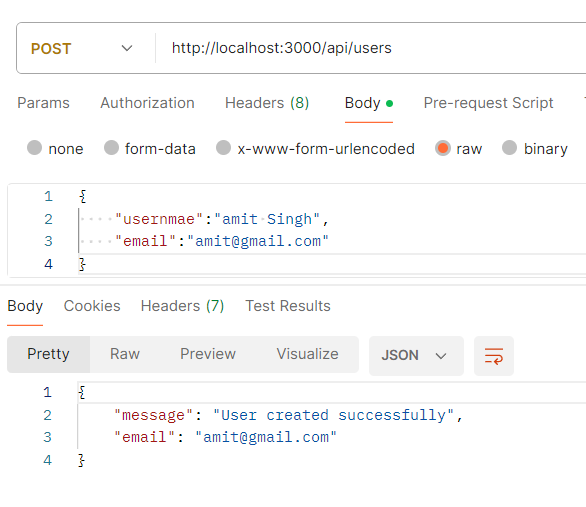 POST http://localhost:3000/api/users
Params Authorization Headers (8) Body Pre-request Script
none form-data x-www-form-urlencoded raw binary
1 {
2 "usernmae":"amit Singh",
3 "email":"amit@gmail.com"
4 }
Body Cookies Headers (7) Test Results
Pretty Raw Preview Visualize JSON
1 {
2 "message": "User created successfully",
3 "email": "amit@gmail.com"
4 }